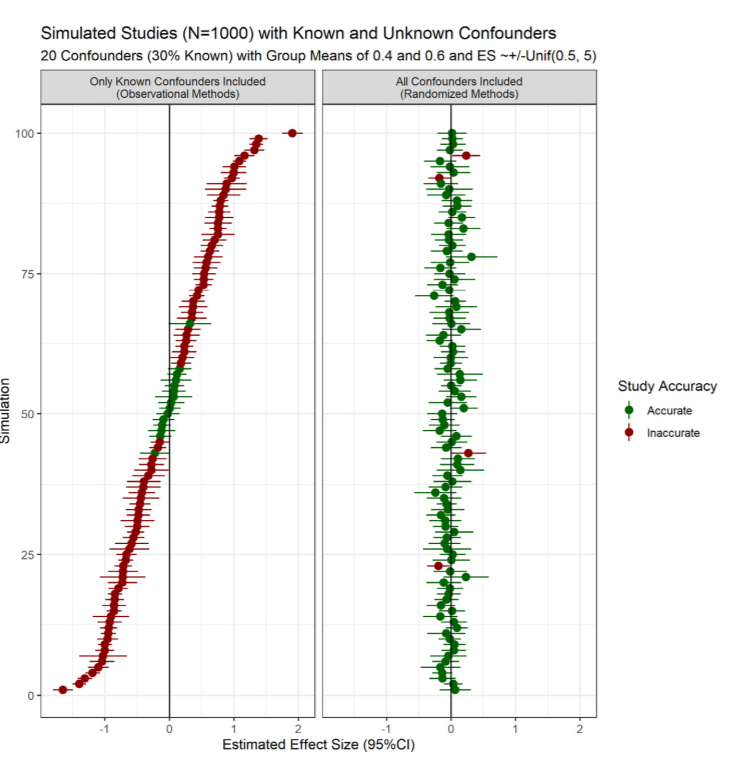 Simulated Studies (N=1000) with Known and Unknown Confounders
20 Confounders (30% Known) with Group Means of 0.4 and 0.6 and ES ~+/-Unif(0.5, 5)
Only Known Confounders Included
(Observational Methods)
All Confounders Included
(Randomized Methods)
100
75
50
25
0
Simulation
-1 0 1 2
-1 0 1 2
Estimated Effect Size (95%CI)
Study Accuracy
Accurate
Inaccurate